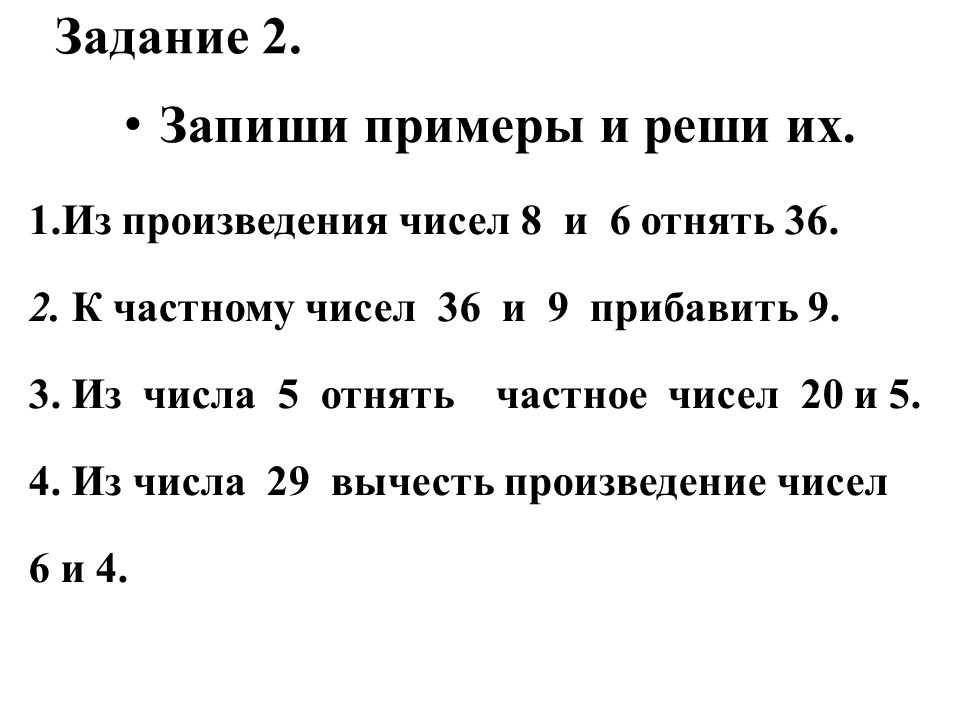 Задание 2.
• Запиши примеры и реши их.
1.Из произведения чисел 8 и 6 отнять 36.
2. К частному чисел 36 и 9 прибавить 9.
3. Из числа 5 отнять частное чисел 20 и 5.
4. Из числа 29 вычесть произведение чисел
6 и 4.